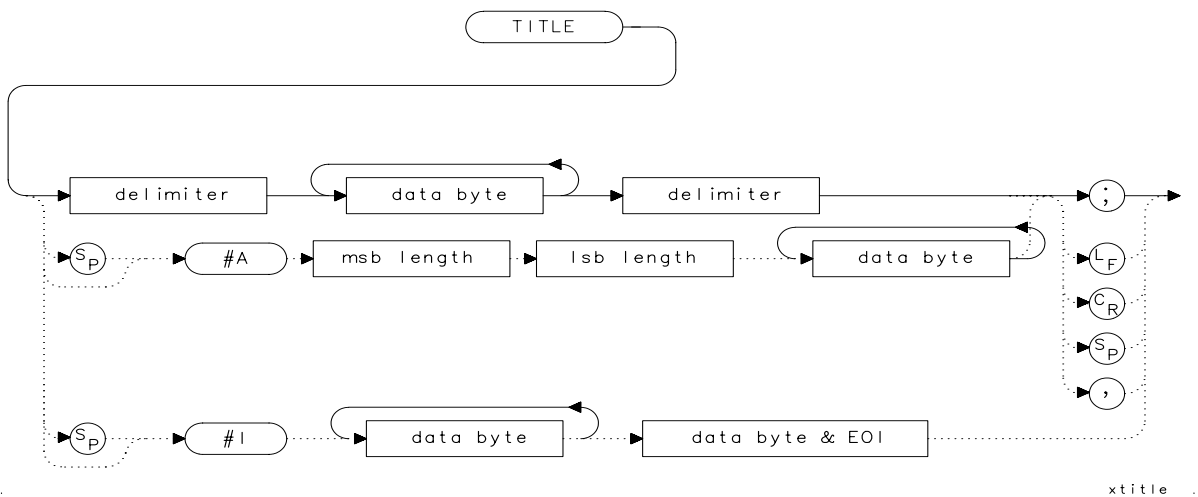 TITLE
delimiter data byte delimiter ;
SP #A msb length lsb length data byte LF
CR
SP
,
SP #I data byte data byte & EOI
xtitle